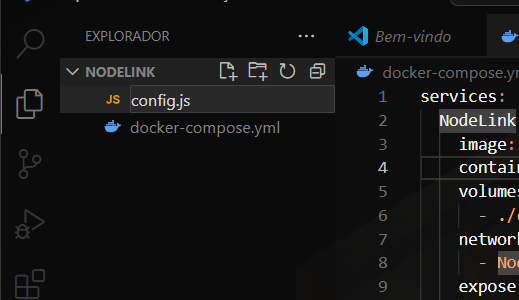 EXPLORADOR
···
Bem-vindo
NODELINK
docker-compose.ym
JS config.js
docker-compose.yml
1 services:
2 NodeLink
3 image:
4 contain
5 volumes
6 - ./
7 network
8 - No
9 expose